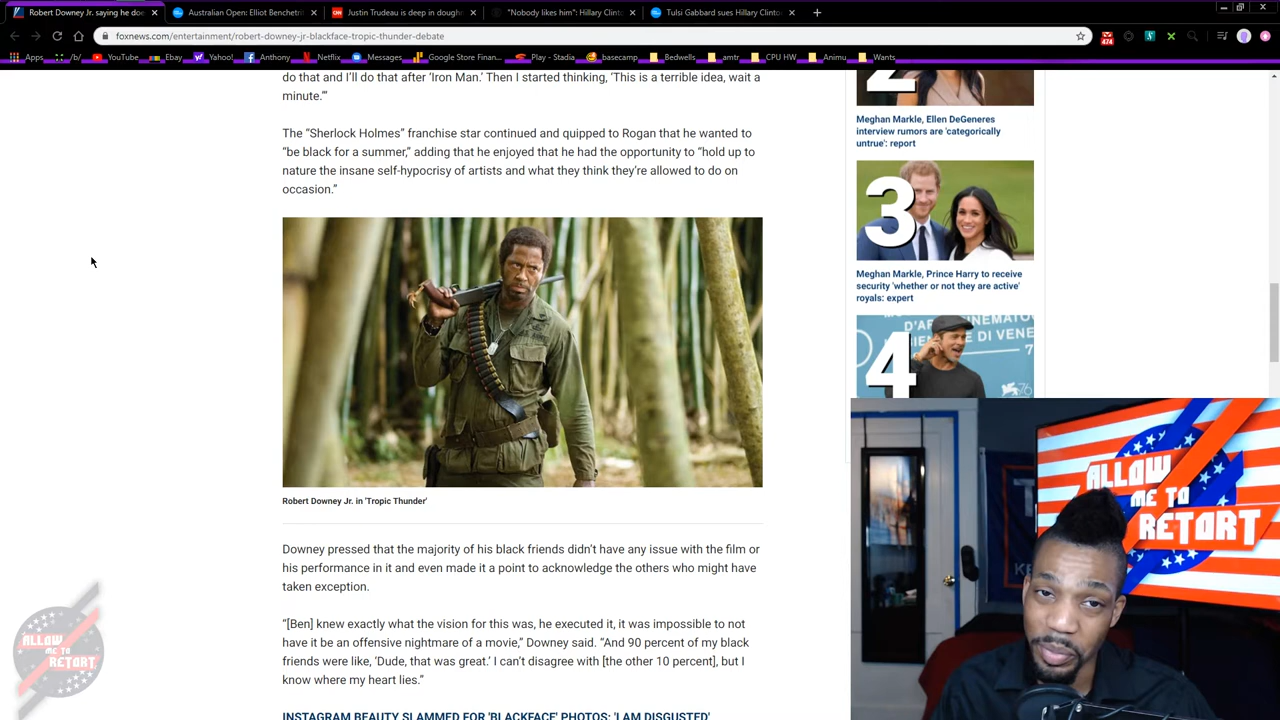 Robert Downey Jr. saying he doe
Australian Open: Elliot Benchetri
Justin Trudeau is deep in dough
"Nobody likes him": Hillary Clinto
Tulsi Gabbard sues Hillary Clinto
foxnews.com/entertainment/robert-downey-jr-blackface-tropic-thunder-debate
474
Apps
/b/
YouTube
Ebay
Yahoo!
Anthony
Netflix
Messages
Google Store Finan...
Play - Stadia
basecamp
Bedwells
amtr
CPU HW
Animu
Wants
do that and I'll do that after 'Iron Man.' Then I started thinking, 'This is a terrible idea, wait a
minute.'"
The “Sherlock Holmes” franchise star continued and quipped to Rogan that he wanted to
“be black for a summer,” adding that he enjoyed that he had the opportunity to “hold up to
nature the insane self-hypocrisy of artists and what they think they're allowed to do on
occasion.”
Robert Downey Jr. in 'Tropic Thunder'
Downey pressed that the majority of his black friends didn't have any issue with the film or
his performance in it and even made it a point to acknowledge the others who might have
taken exception.
“[Ben] knew exactly what the vision for this was, he executed it, it was impossible to not
have it be an offensive nightmare of a movie,” Downey said. “And 90 percent of my black
friends were like, ‘Dude, that was great.’ I can't disagree with [the other 10 percent], but I
know where my heart lies.”
INSTAGRAM BEAUTY SLAMMED FOR 'BLACKFACE' PHOTOS: 'I AM DISGUSTED'
2
Meghan Markle, Ellen DeGeneres
interview rumors are 'categorically
untrue': report
3
Meghan Markle, Prince Harry to receive
security 'whether or not they are active'
royals: expert
4
ALLOW
ME TO
RETORT
ALLOW
ME TO
RETORT